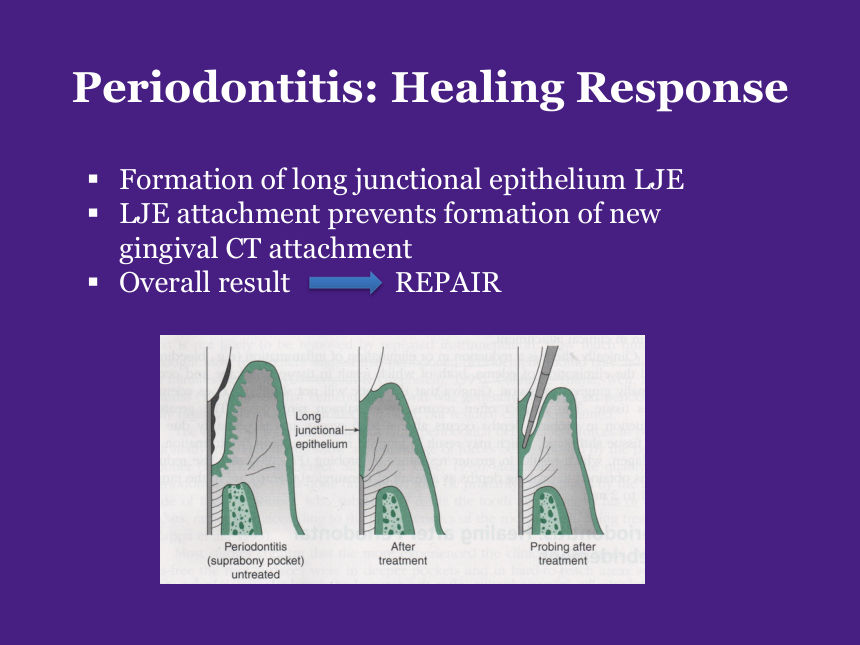 Periodontitis: Healing Response
▪ Formation of long junctional epithelium LJE
▪ LJE attachment prevents formation of new
gingival CT attachment
▪ Overall result REPAIR
Long
junctional
epithelium
Periodontitis
(suprabony pocket)
untreated
After
treatment
Probing after
treatment